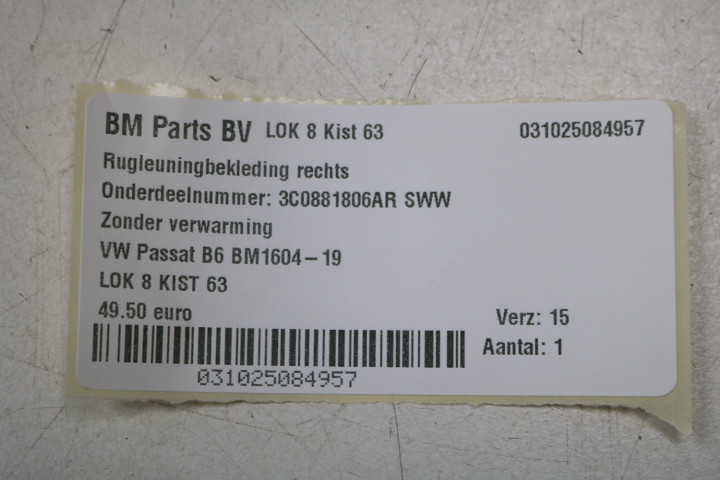 BM Parts BV LOK 8 Kist 63 031025084957
Rugleuningbekleding rechts
Onderdeelnummer: 3C0881806AR SWW
Zonder verwarming
VW Passat B6 BM1604-19
LOK 8 KIST 63
49.50 euro
Verz: 15
Aantal: 1
031025084957